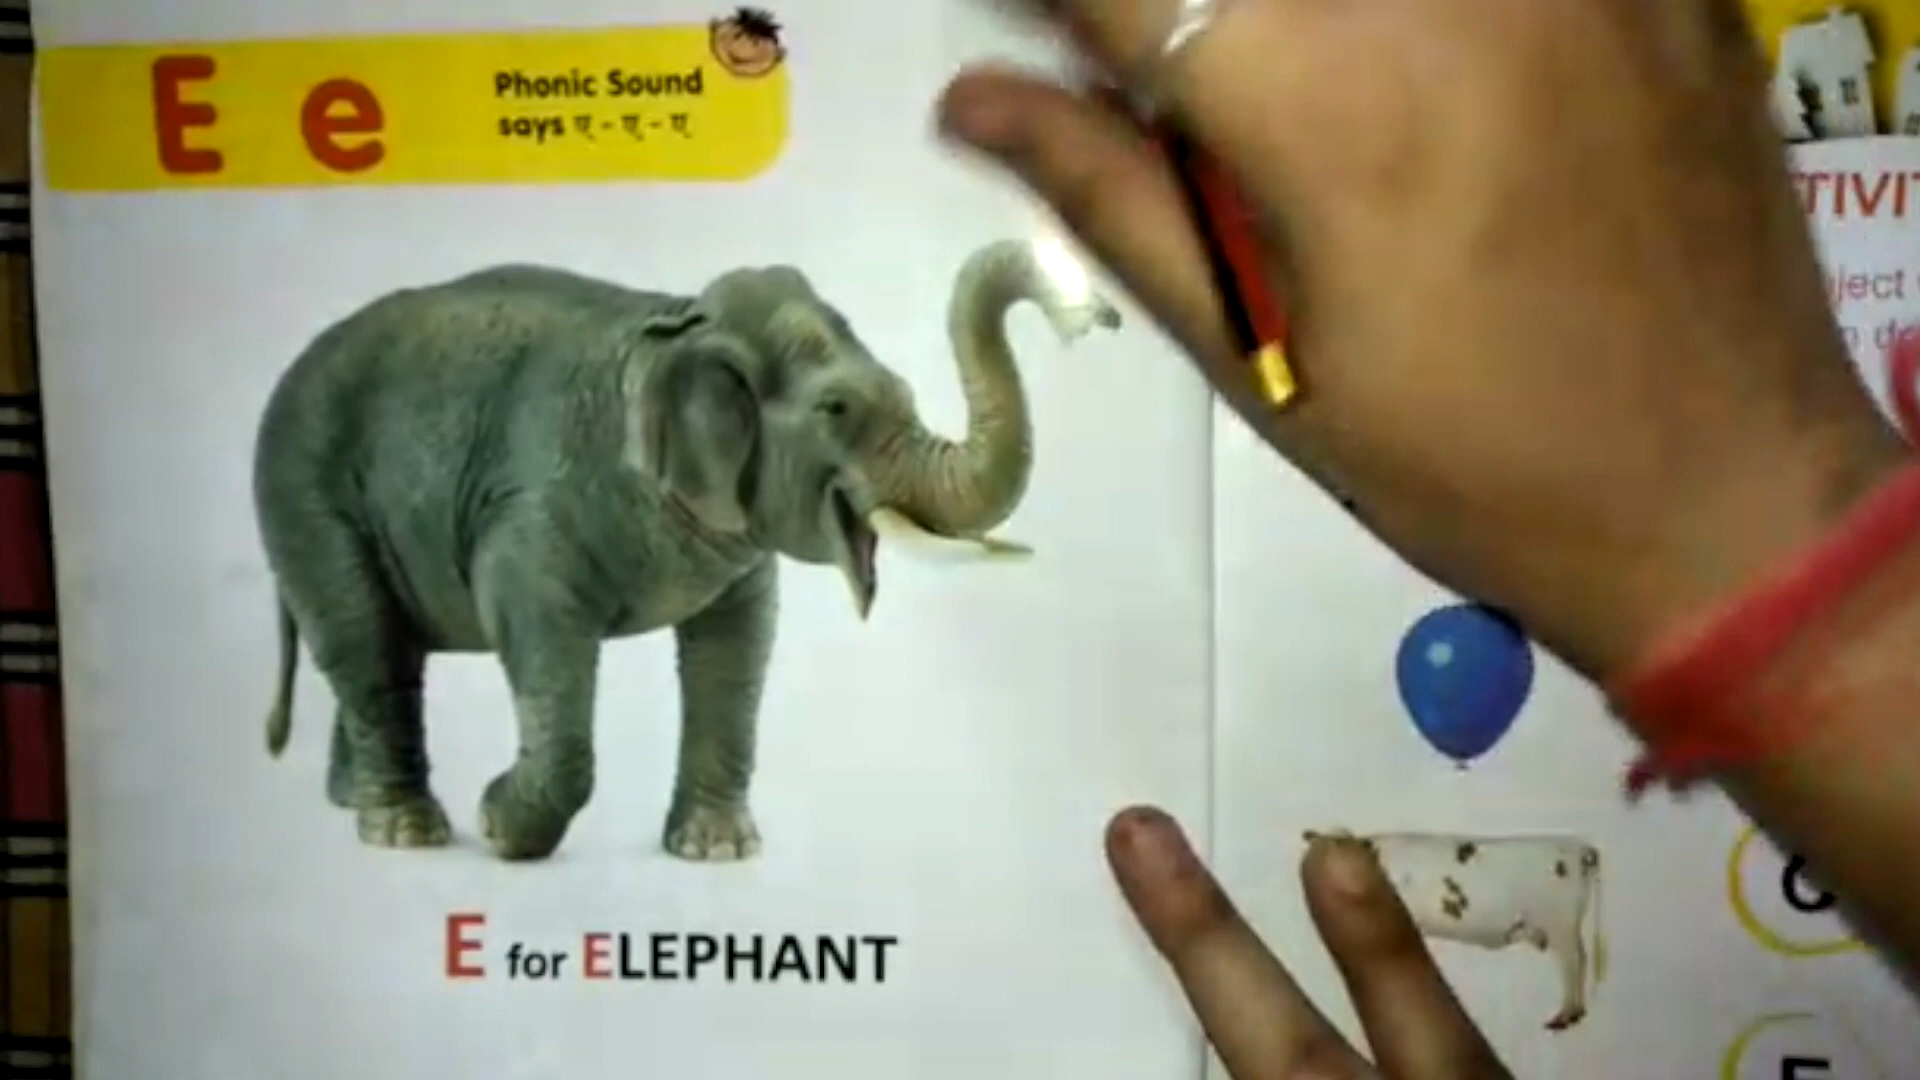 E e
Phonic Sound
says ए - ए - ए
E for ELEPHANT